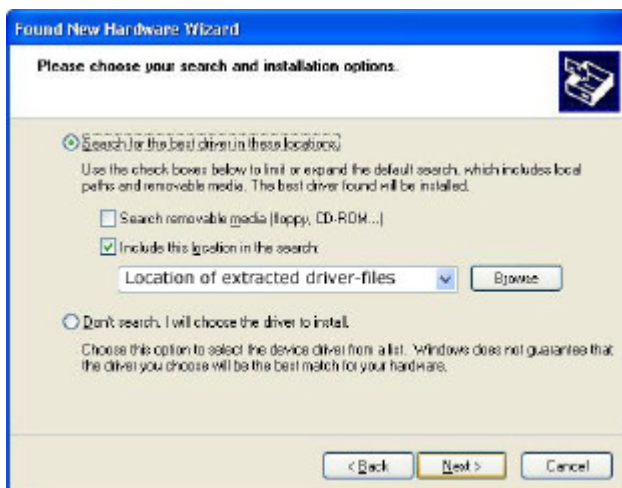 Found New Hardware Wizard
Please choose your search and installation options.
Search for the best driver in these locations.
Use the check boxes below to limit or expand the default search, which includes local
paths and removable media. The best driver found will be installed.
Search removable media (floppy, CD-ROM...)
Include this location in the search:
Location of extracted driver-files
Browse
Don't search. I will choose the driver to install.
Choose this option to select the device driver from a list. Windows does not guarantee that
the driver you choose will be the best match for your hardware.
< Back
Next >
Cancel